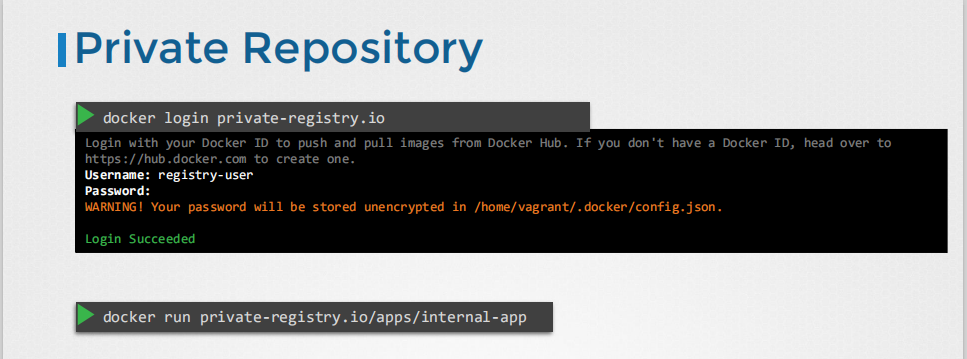 Private Repository
docker login private-registry.io
Login with your Docker ID to push and pull images from Docker Hub. If you don't have a Docker ID, head over to
https://hub.docker.com to create one.
Username: registry-user
Password:
WARNING! Your password will be stored unencrypted in /home/vagrant/.docker/config.json.
Login Succeeded
docker run private-registry.io/apps/internal-app